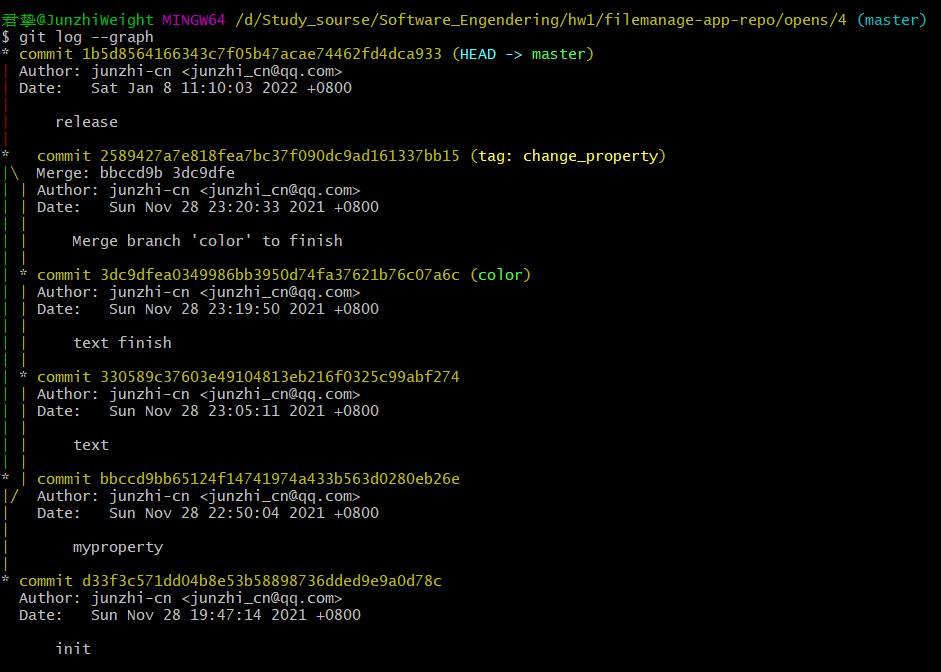 君挚@JunzhiWeight MINGW64 /d/Study_sourse/Software_Engendering/hw1/filemanage-app-repo/opens/4 (master)
$ git log --graph
* commit 1b5d8564166343c7f05b47acae74462fd4dca933 (HEAD -> master)
| Author: junzhi-cn <junzhi_cn@qq.com>
| Date:   Sat Jan 8 11:10:03 2022 +0800
|
|     release
|
*   commit 2589427a7e818fea7bc37f090dc9ad161337bb15 (tag: change_property)
|\  Merge: bbccd9b 3dc9dfe
| | Author: junzhi-cn <junzhi_cn@qq.com>
| | Date:   Sun Nov 28 23:20:33 2021 +0800
| |
| |     Merge branch 'color' to finish
| |
| * commit 3dc9dfea0349986bb3950d74fa37621b76c07a6c (color)
| | Author: junzhi-cn <junzhi_cn@qq.com>
| | Date:   Sun Nov 28 23:19:50 2021 +0800
| |
| |     text finish
| |
| * commit 330589c37603e49104813eb216f0325c99abf274
| | Author: junzhi-cn <junzhi_cn@qq.com>
| | Date:   Sun Nov 28 23:05:11 2021 +0800
| |
| |     text
| |
* | commit bbccd9bb65124f14741974a433b563d0280eb26e
|/  Author: junzhi-cn <junzhi_cn@qq.com>
|   Date:   Sun Nov 28 22:50:04 2021 +0800
|
|       myproperty
|
* commit d33f3c571dd04b8e53b58898736dded9e9a0d78c
  Author: junzhi-cn <junzhi_cn@qq.com>
  Date:   Sun Nov 28 19:47:14 2021 +0800

      init